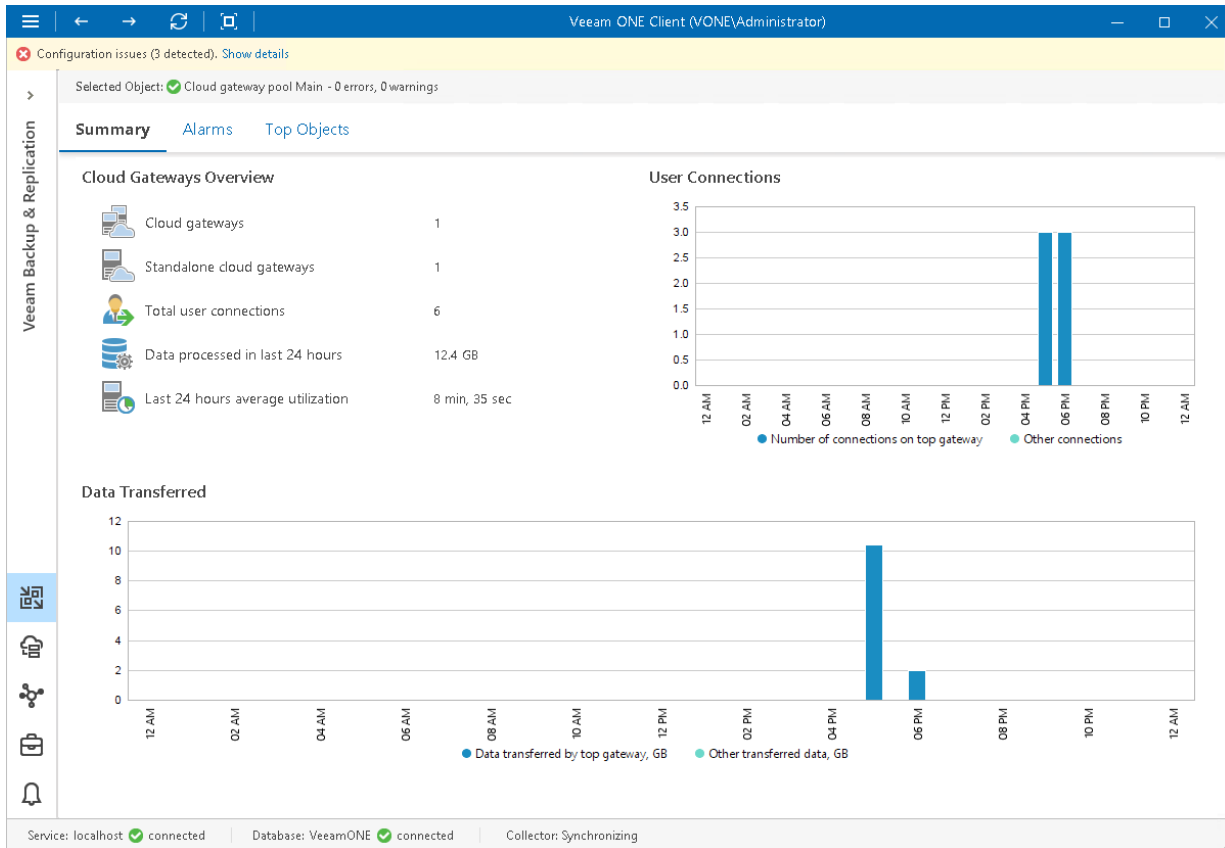 Veeam ONE Client (VONE\Administrator)
Configuration issues (3 detected). Show details
Selected Object: Cloud gateway pool Main - 0 errors, 0 warnings
Veeam Backup & Replication
Summary Alarms Top Objects
Cloud Gateways Overview
Cloud gateways 1
Standalone cloud gateways 1
Total user connections 6
Data processed in last 24 hours 12.4 GB
Last 24 hours average utilization 8 min, 35 sec
User Connections
3.5
3.0
2.5
2.0
1.5
1.0
0.5
0.0
12 AM 02 AM 04 AM 06 AM 08 AM 10 AM 12 PM 02 PM 04 PM 06 PM 08 PM 10 PM 12 AM
Number of connections on top gateway Other connections
Data Transferred
12
10
8
6
4
2
0
12 AM 02 AM 04 AM 06 AM 08 AM 10 AM 12 PM 02 PM 04 PM 06 PM 08 PM 10 PM 12 AM
Data transferred by top gateway, GB Other transferred data, GB
Service: localhost connected Database: VeeamONE connected Collector: Synchronizing